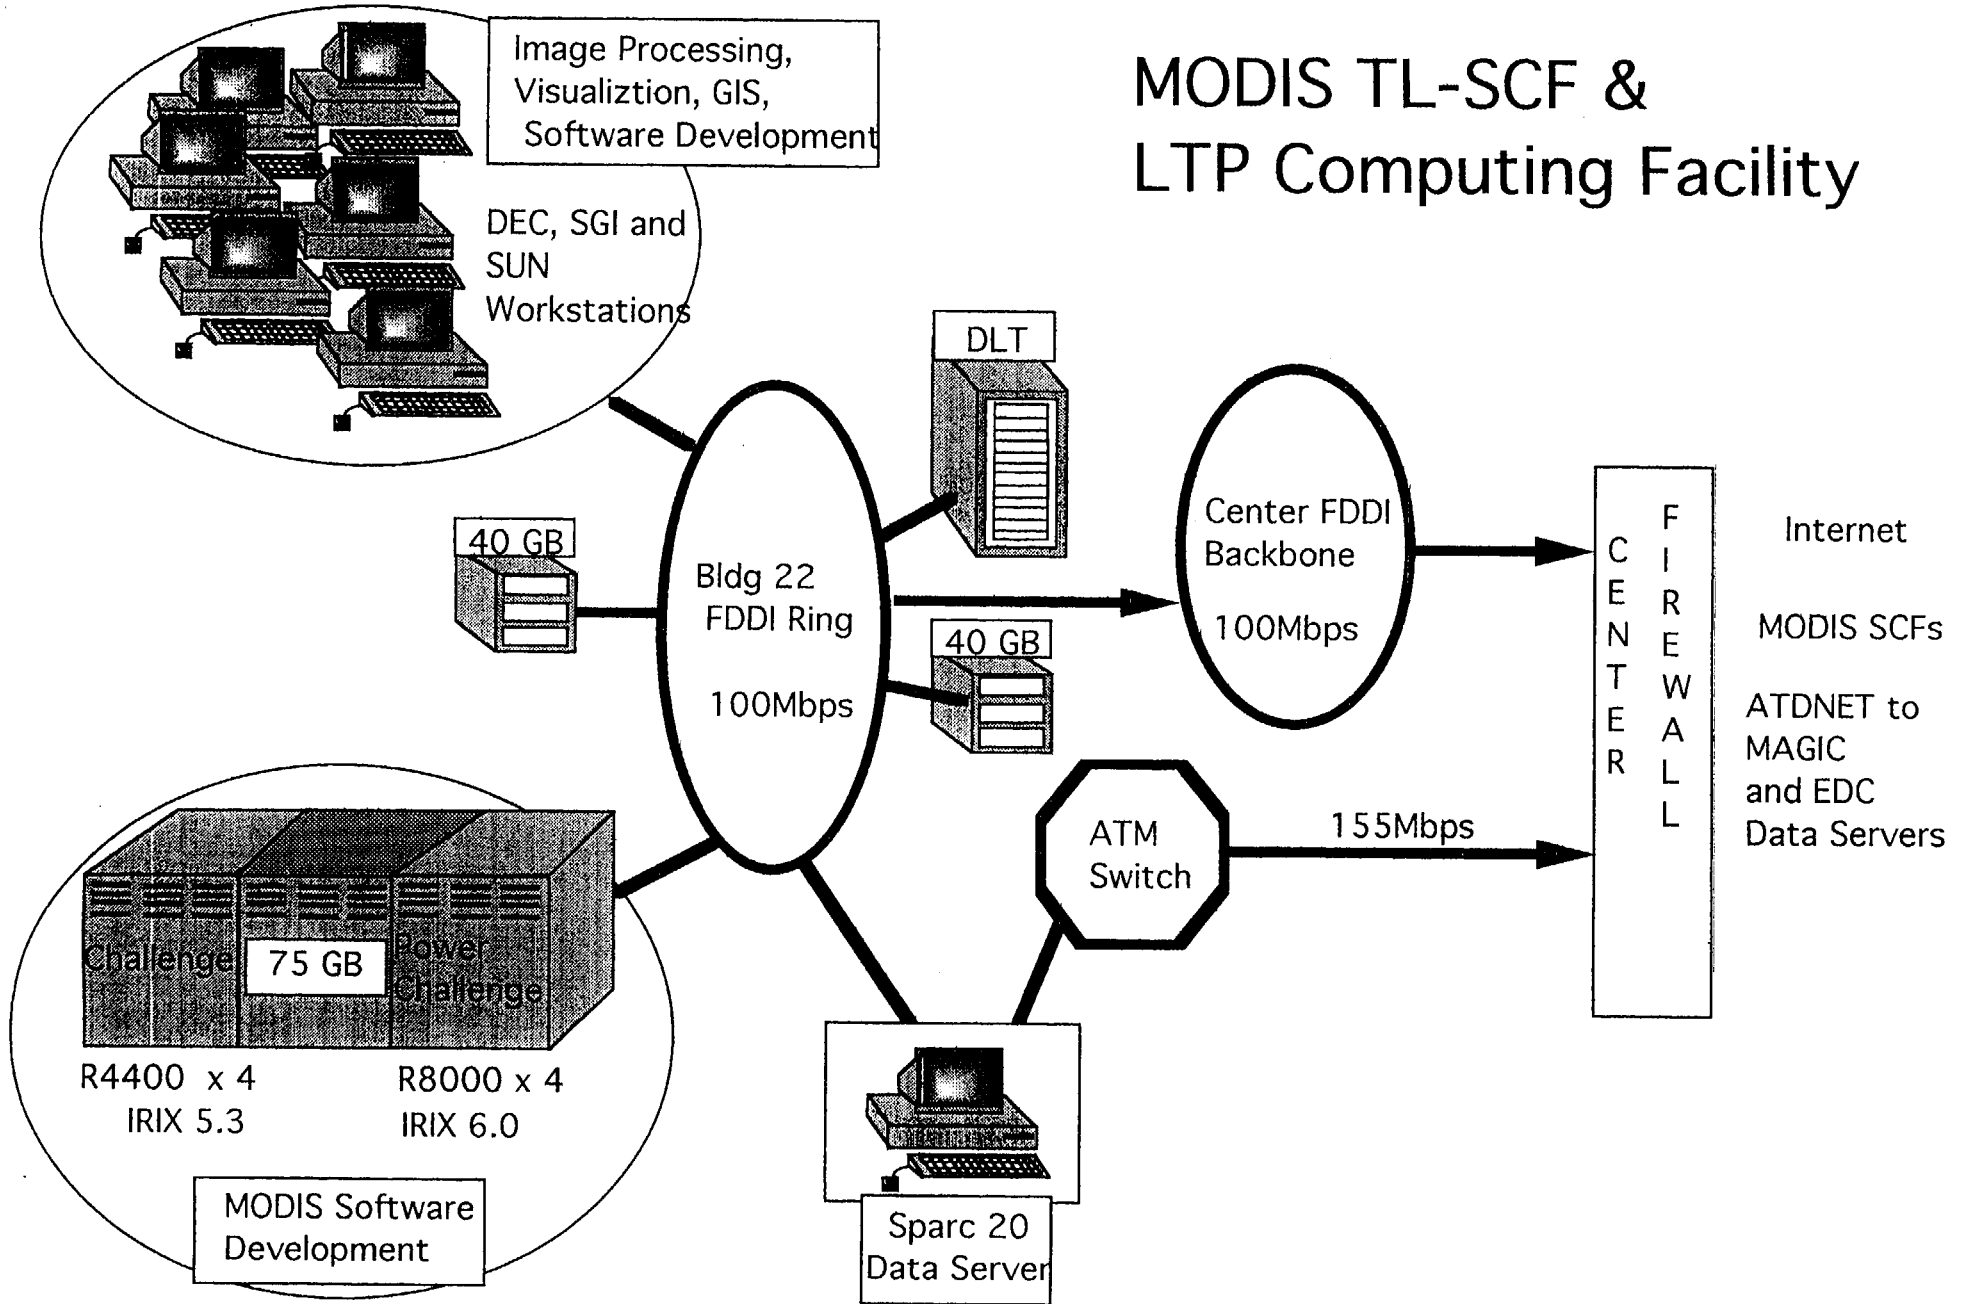 MODIS TL-SCF &
LTP Computing Facility
Image Processing,
Visualiztion, GIS,
Software Development
DEC, SGI and
SUN
Workstations
DLT
40 GB
Bldg 22
FDDI Ring
100Mbps
40 GB
Center FDDI
Backbone
100Mbps
CENTER
FIREWALL
Internet
MODIS SCFs
ATDNET to
MAGIC
and EDC
Data Servers
ATM
Switch
155Mbps
Challenge
75 GB
Power
Challenge
R4400 x 4
IRIX 5.3
R8000 x 4
IRIX 6.0
MODIS Software
Development
Sparc 20
Data Server